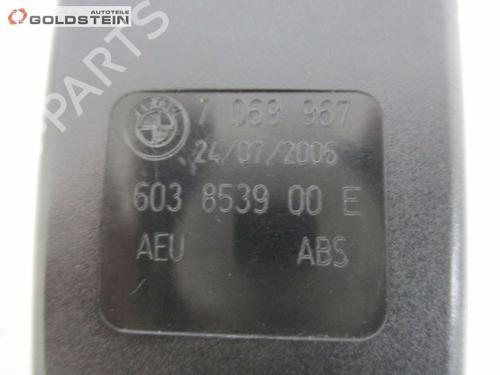 AUTOTEILE
GOLDSTEIN
PARTS
7 069 967
24/07/2006
603 8539 00 E
AEU ABS